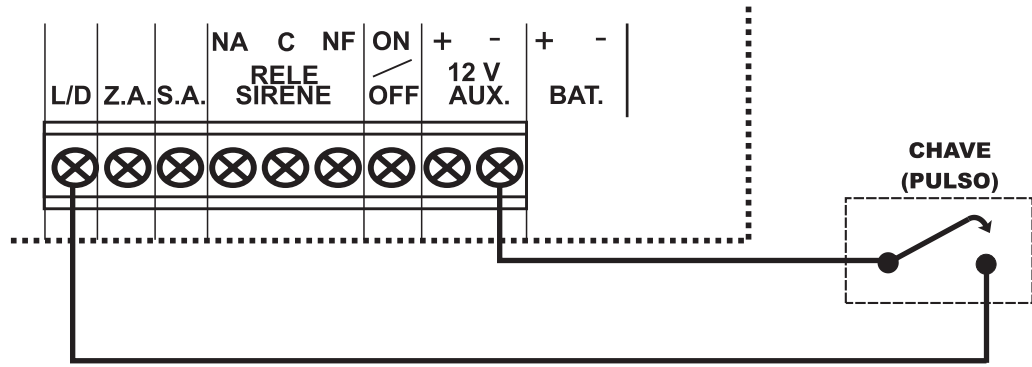 NA C NF ON + - + -
RELE 12 V
L/D Z.A. S.A. SIRENE OFF AUX. BAT.
CHAVE
(PULSO)